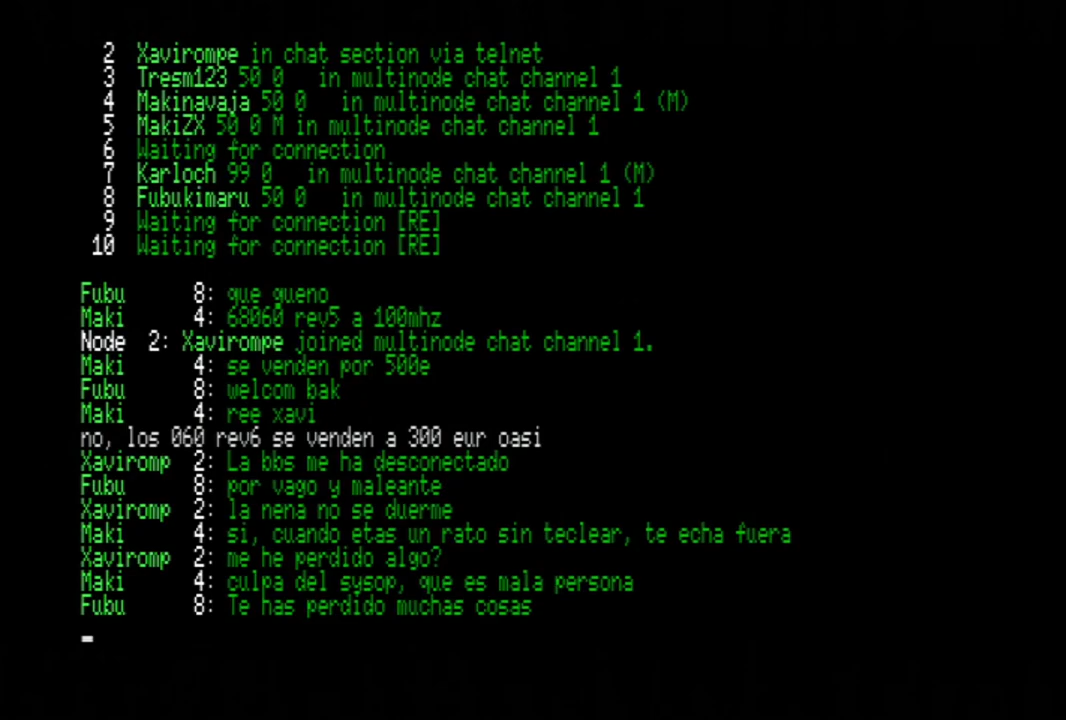 2 Xavirompe in chat section via telnet
3 Tresm123 50 0 in multinode chat channel 1
4 Makinavaja 50 0 in multinode chat channel 1 (M)
5 MakiZX 50 0 M in multinode chat channel 1
6 Waiting for connection
7 Karloch 99 0 in multinode chat channel 1 (M)
8 Fubukimaru 50 0 in multinode chat channel 1
9 Waiting for connection [RE]
10 Waiting for connection [RE]
Fubu 8: que gueno
Maki 4: 68060 rev5 a 100mhz
Node 2: Xavirompe joined multinode chat channel 1.
Maki 4: se venden por 500e
Fubu 8: welcom bak
Maki 4: ree xavi
no, los 060 rev6 se venden a 300 eur oasi
Xaviromp 2: La bbs me ha desconectado
Fubu 8: por vago y maleante
Xaviromp 2: la nena no se duerme
Maki 4: si, cuando etas un rato sin teclear, te echa fuera
Xaviromp 2: me he perdido algo?
Maki 4: culpa del sysop, que es mala persona
Fubu 8: Te has perdido muchas cosas